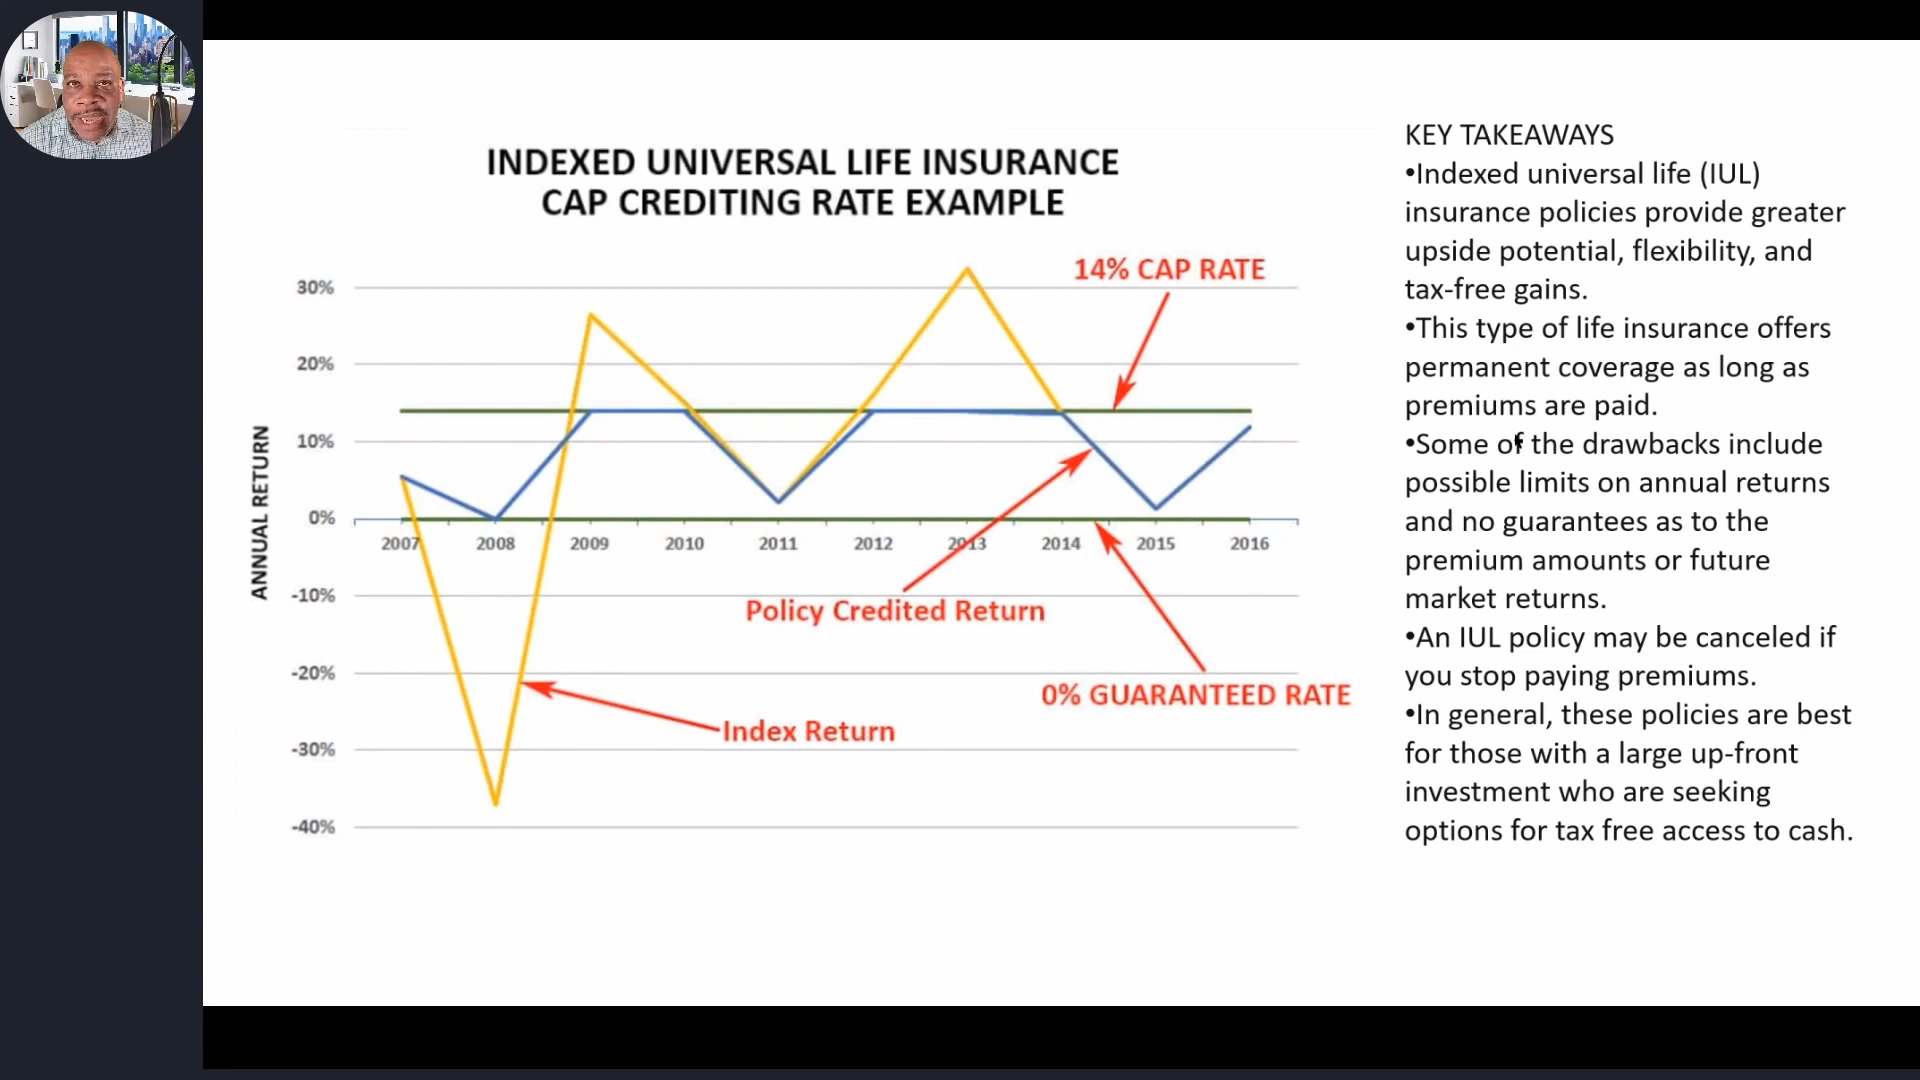 INDEXED UNIVERSAL LIFE INSURANCE
CAP CREDITING RATE EXAMPLE
ANNUAL RETURN
30%
20%
10%
0%
-10%
-20%
-30%
-40%
2007 2008 2009 2010 2011 2012 2013 2014 2015 2016
14% CAP RATE
Policy Credited Return
0% GUARANTEED RATE
Index Return
KEY TAKEAWAYS
•Indexed universal life (IUL)
insurance policies provide greater
upside potential, flexibility, and
tax-free gains.
•This type of life insurance offers
permanent coverage as long as
premiums are paid.
•Some of the drawbacks include
possible limits on annual returns
and no guarantees as to the
premium amounts or future
market returns.
•An IUL policy may be canceled if
you stop paying premiums.
•In general, these policies are best
for those with a large up-front
investment who are seeking
options for tax free access to cash.